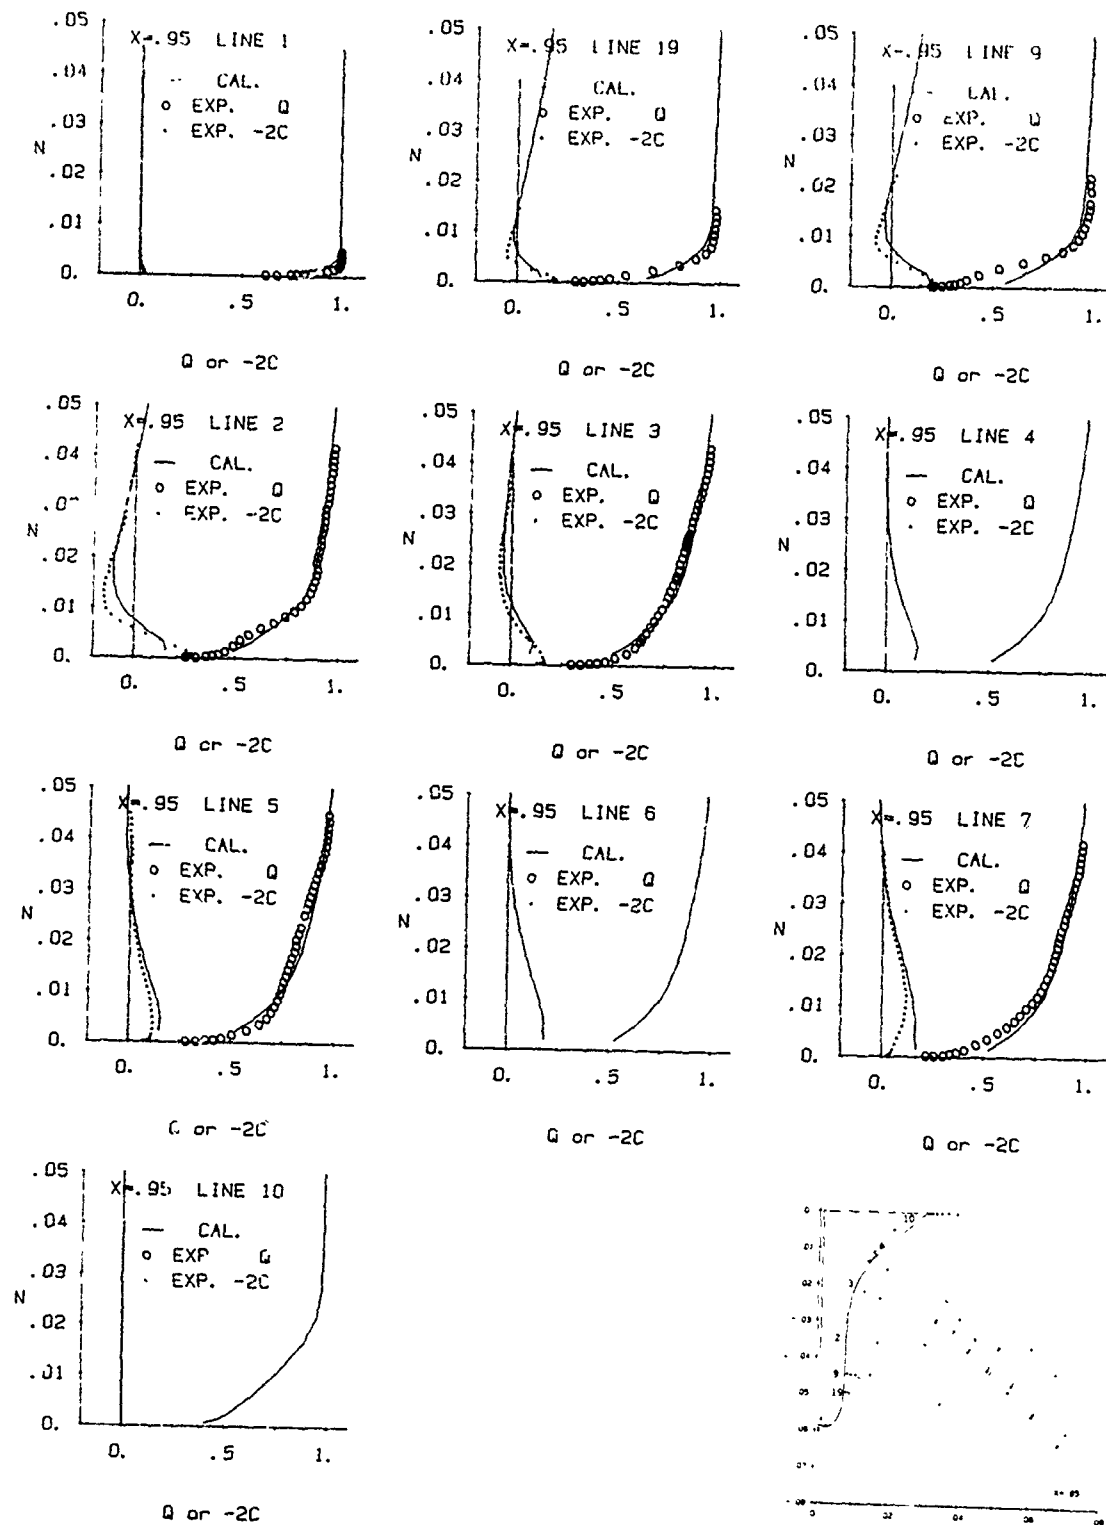 X=.95 LINE 1
CAL.
EXP. Q
EXP. -2C
.05
.04
.03
N
.02
.01
0.
0. .5 1.
Q or -2C
X=.95 LINE 19
CAL.
EXP. Q
EXP. -2C
.05
.04
.03
N
.02
.01
0.
0. .5 1.
Q or -2C
X=.95 LINE 9
CAL.
EXP. Q
EXP. -2C
.05
.04
.03
N
.02
.01
0.
0. .5 1.
Q or -2C
X=.95 LINE 2
CAL.
EXP. Q
EXP. -2C
.05
.04
N
.02
.01
0.
0. .5 1.
Q or -2C
X=.95 LINE 3
CAL.
EXP. Q
EXP. -2C
.05
.04
.03
N
.02
.01
0.
0. .5 1.
Q or -2C
X=.95 LINE 4
CAL.
EXP. Q
EXP. -2C
.05
.04
.03
N
.02
.01
0.
0. .5 1.
Q or -2C
X=.95 LINE 5
CAL.
EXP. Q
EXP. -2C
.05
.04
.03
N
.02
.01
0.
0. .5 1.
Q or -2C
X=.95 LINE 6
CAL.
EXP. Q
EXP. -2C
.05
.04
.03
N
.02
.01
0.
0. .5 1.
Q or -2C
X=.95 LINE 7
CAL.
EXP. Q
EXP. -2C
.05
.04
.03
N
.02
.01
0.
0. .5 1.
Q or -2C
X=.95 LINE 10
CAL.
EXP Q
EXP. -2C
.05
.04
.03
N
.02
.01
0.
0. .5 1.
Q or -2C
0
10
3
2
9
19